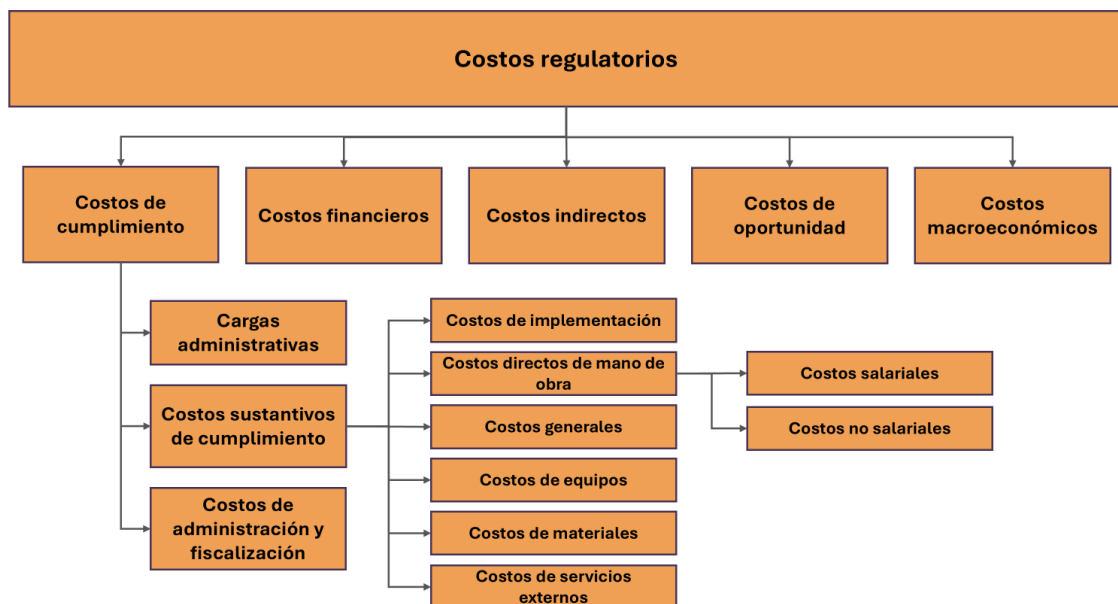 Costos regulatorios
Costos de
cumplimiento
Costos financieros
Costos indirectos
Costos de
oportunidad
Costos
macroeconómicos
Cargas
administrativas
Costos sustantivos
de cumplimiento
Costos de
administración y
fiscalización
Costos de implementación
Costos directos de mano de
obra
Costos generales
Costos de equipos
Costos de materiales
Costos de servicios
externos
Costos salariales
Costos no salariales